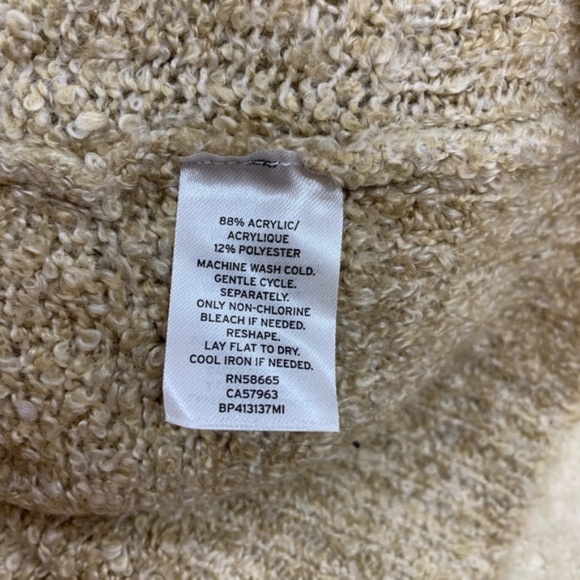 88% ACRYLIC/
ACRYLIQUE
12% POLYESTER
MACHINE WASH COLD.
GENTLE CYCLE.
SEPARATELY.
ONLY NON-CHLORINE
BLEACH IF NEEDED.
RESHAPE.
LAY FLAT TO DRY.
COOL IRON IF NEEDED.
RN58665
CA57963
BP413137MI